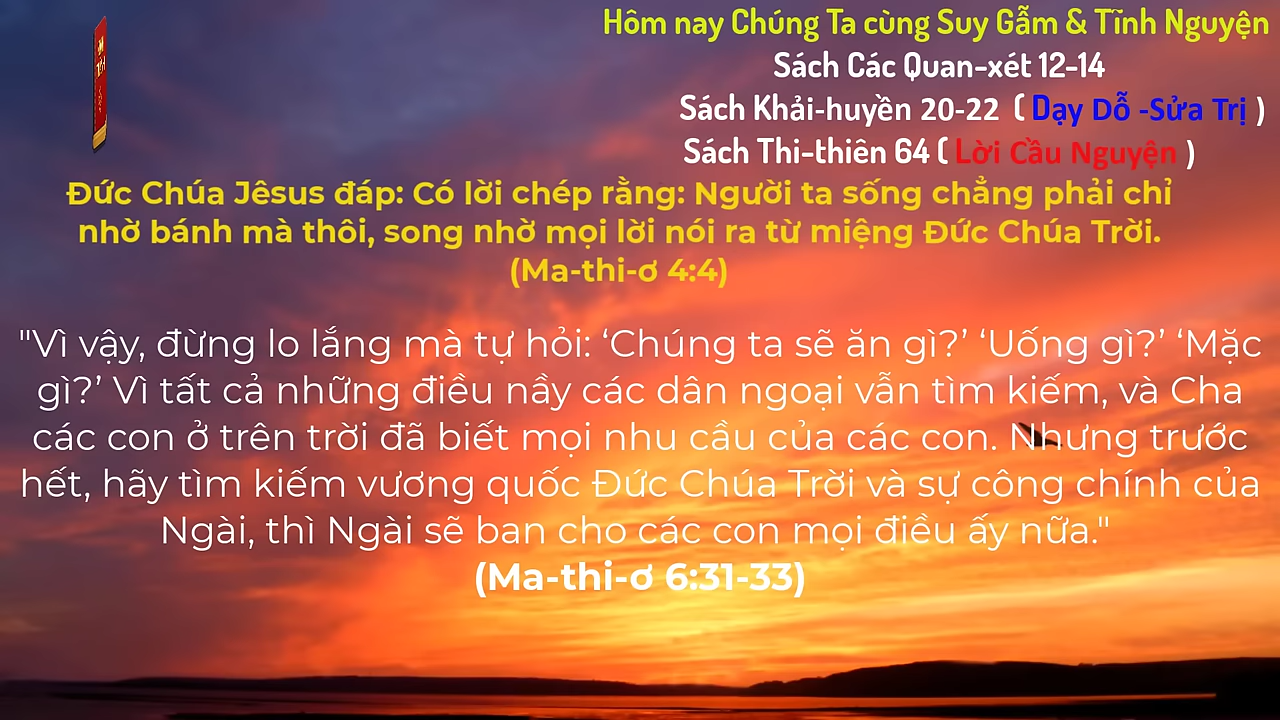 Hôm nay Chúng Ta cùng Suy Gẫm & Tĩnh Nguyện
Sách Các Quan-xét 12-14
Sách Khải-huyền 20-22 ( Dạy Dỗ -Sửa Trị )
Sách Thi-thiên 64 ( Lời Cầu Nguyện )
Đức Chúa Jêsus đáp: Có lời chép rằng: Người ta sống chẳng phải chỉ
nhờ bánh mà thôi, song nhờ mọi lời nói ra từ miệng Đức Chúa Trời.
(Ma-thi-ơ 4:4)
"Vì vậy, đừng lo lắng mà tự hỏi: ‘Chúng ta sẽ ăn gì?’ ‘Uống gì?’ ‘Mặc
gì?’ Vì tất cả những điều nầy các dân ngoại vẫn tìm kiếm, và Cha
các con ở trên trời đã biết mọi nhu cầu của các con. Nhưng trước
hết, hãy tìm kiếm vương quốc Đức Chúa Trời và sự công chính của
Ngài, thì Ngài sẽ ban cho các con mọi điều ấy nữa."
(Ma-thi-ơ 6:31-33)